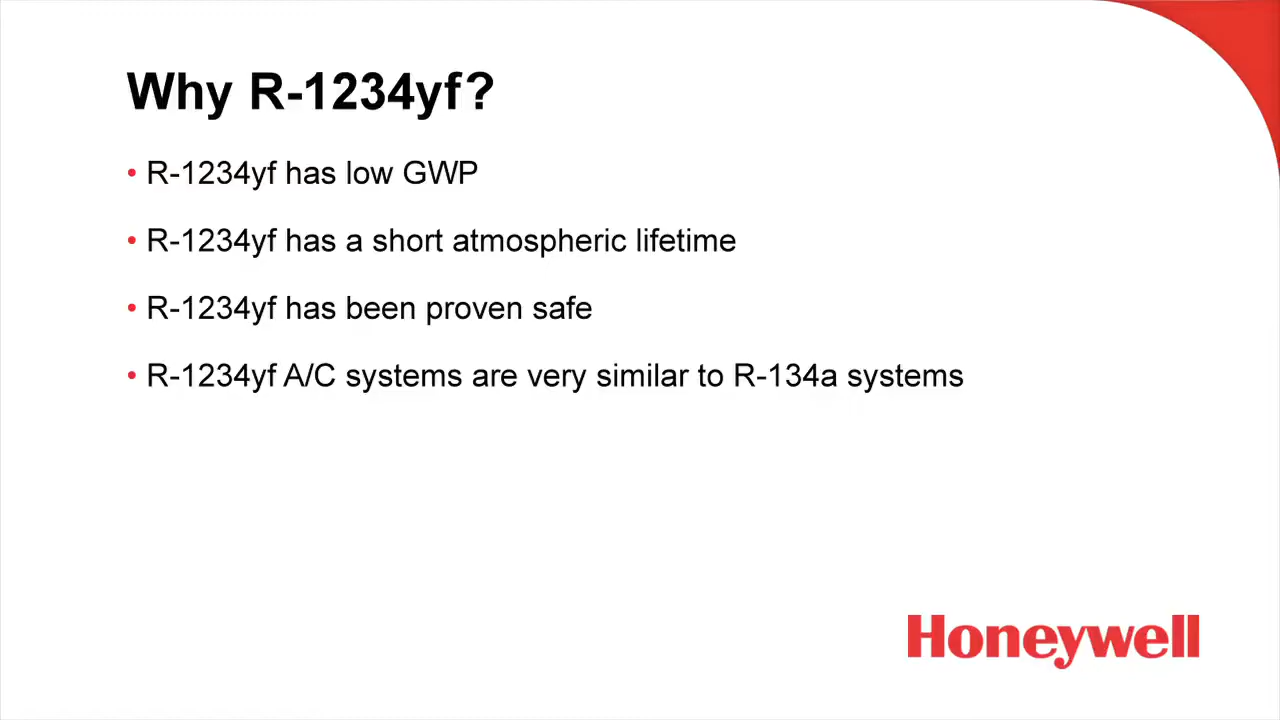 Why R-1234yf?
• R-1234yf has low GWP
• R-1234yf has a short atmospheric lifetime
• R-1234yf has been proven safe
• R-1234yf A/C systems are very similar to R-134a systems
Honeywell